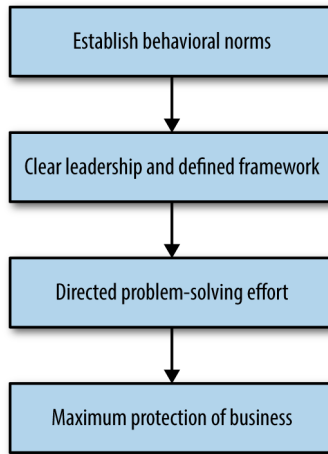 Establish behavioral norms
Clear leadership and defined framework
Directed problem-solving effort
Maximum protection of business